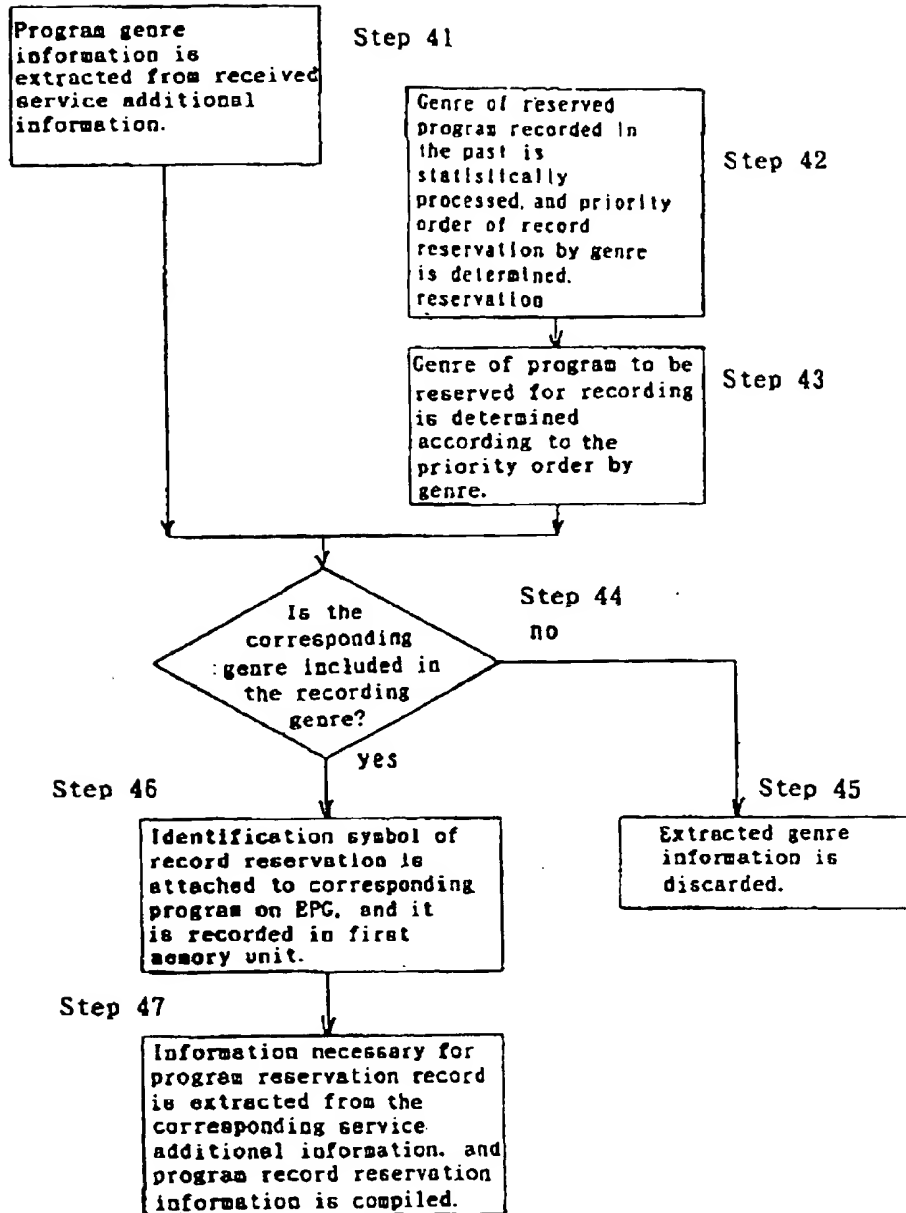 Program genre
information is
extracted from received
service additional
information.
Step 41
Genre of reserved
program recorded in
the past is
statistically
processed, and priority
order of record
reservation by genre
is determined.
reservation
Step 42
Genre of program to be
reserved for recording
is determined
according to the
priority order by
genre.
Step 43
Is the
corresponding
genre included in
the recording
genre?
Step 44
no
yes
Step 46
Identification symbol of
record reservation is
attached to corresponding
program on EPG, and it
is recorded in first
memory unit.
Step 45
Extracted genre
information is
discarded.
Step 47
Information necessary for
program reservation record
is extracted from the
corresponding service
additional information, and
program record reservation
information is compiled.